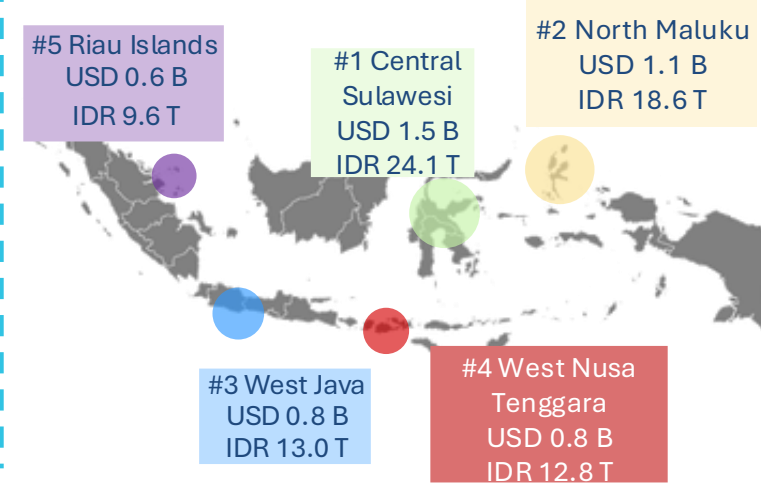 #5 Riau Islands
USD 0.6 B
IDR 9.6 T
#1 Central
Sulawesi
USD 1.5 B
IDR 24.1 T
#2 North Maluku
USD 1.1 B
IDR 18.6 T
#3 West Java
USD 0.8 B
IDR 13.0 T
#4 West Nusa
Tenggara
USD 0.8 B
IDR 12.8 T